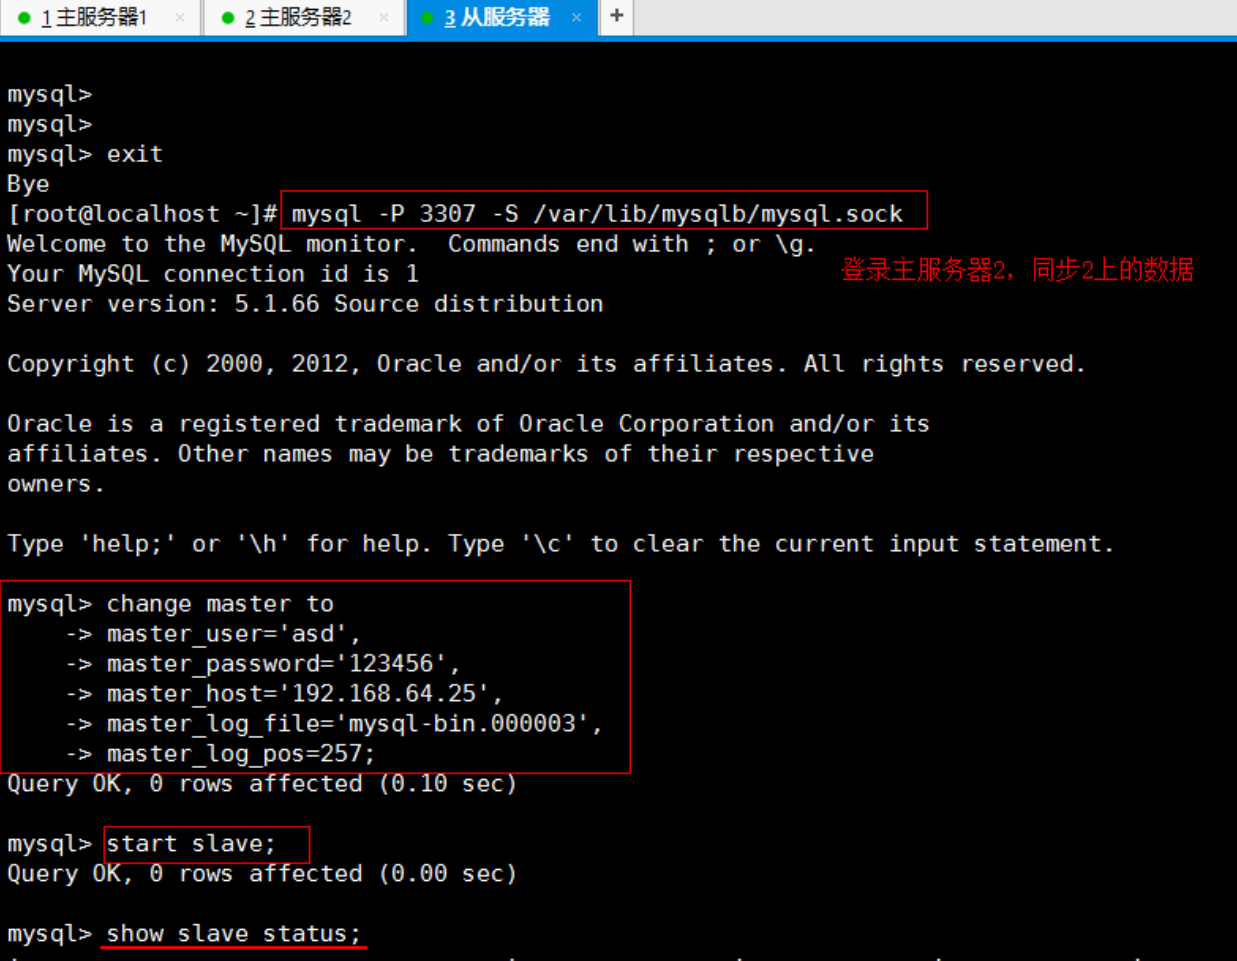 1 主服务器1 × 2 主服务器2 × 3 从服务器 × +
mysql>
mysql>
mysql> exit
Bye
[root@localhost ~]# mysql -P 3307 -S /var/lib/mysqlb/mysql.sock
Welcome to the MySQL monitor.  Commands end with ; or \g.
Your MySQL connection id is 1
登录主服务器2，同步2上的数据
Server version: 5.1.66 Source distribution
Copyright (c) 2000, 2012, Oracle and/or its affiliates. All rights reserved.
Oracle is a registered trademark of Oracle Corporation and/or its
affiliates. Other names may be trademarks of their respective
owners.
Type 'help;' or '\h' for help. Type '\c' to clear the current input statement.
mysql> change master to
    -> master_user='asd',
    -> master_password='123456',
    -> master_host='192.168.64.25',
    -> master_log_file='mysql-bin.000003',
    -> master_log_pos=257;
Query OK, 0 rows affected (0.10 sec)
mysql> start slave;
Query OK, 0 rows affected (0.00 sec)
mysql> show slave status;